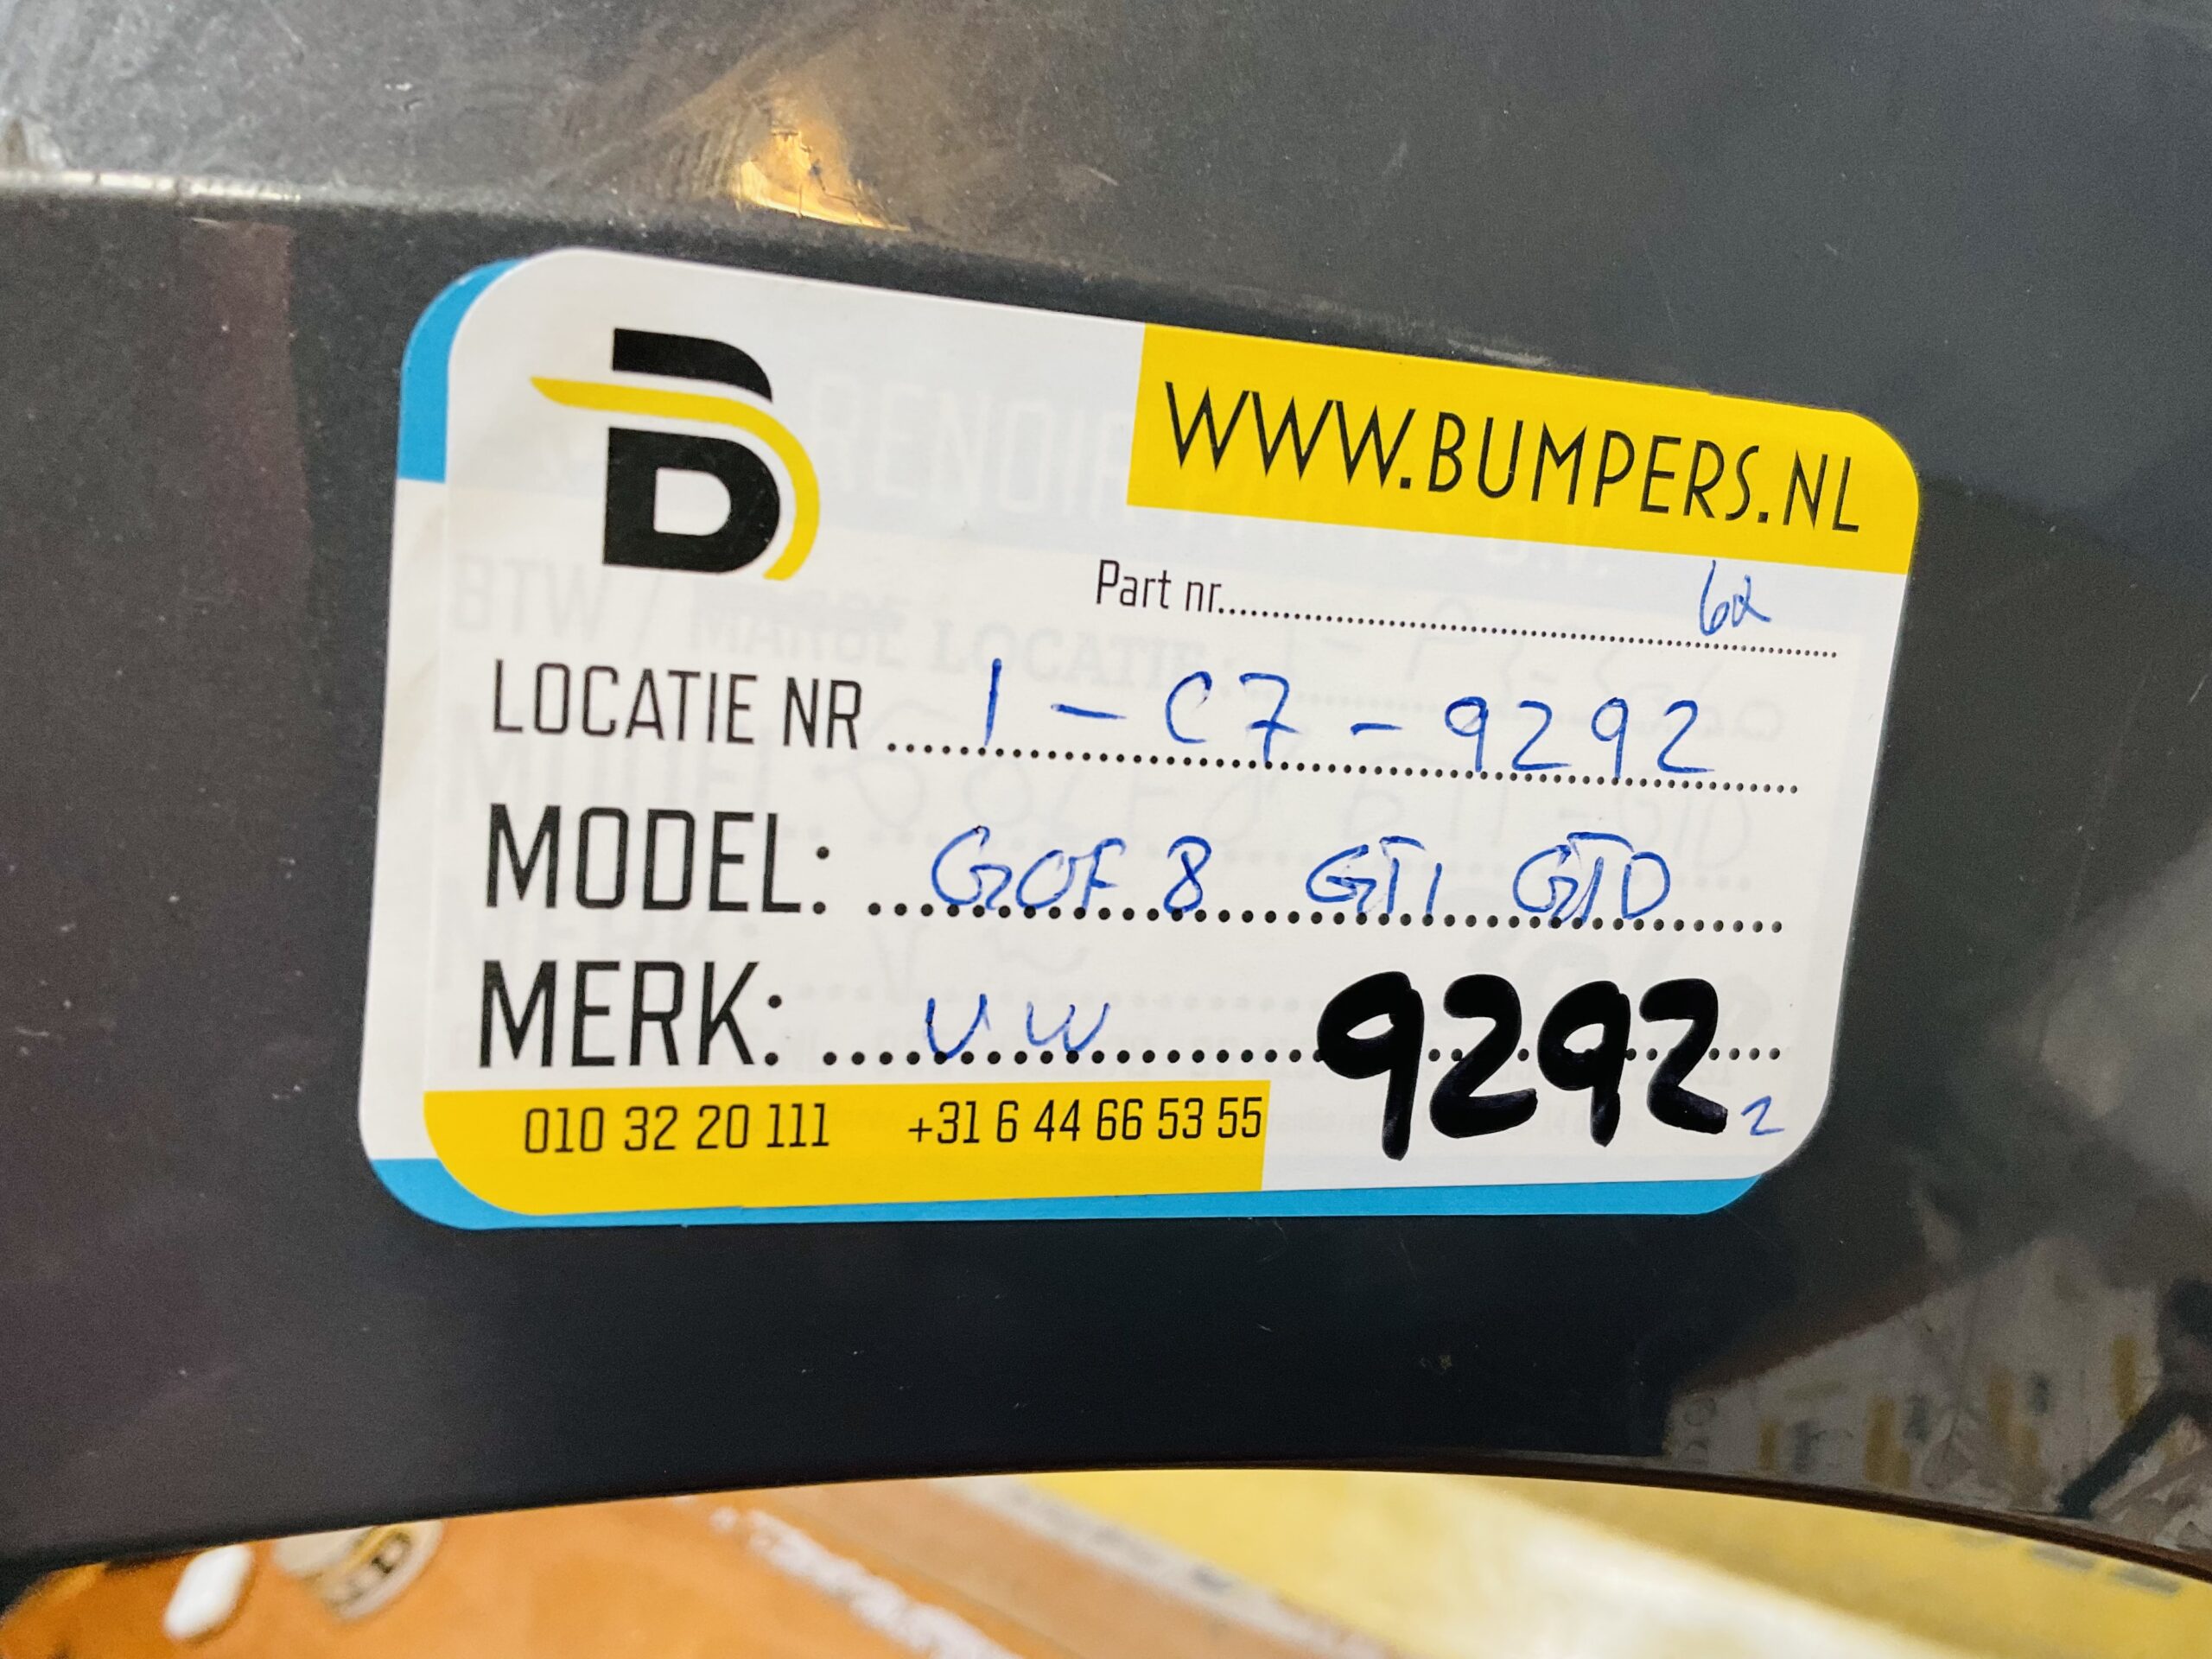 B
WWW.BUMPERS.NL
Part nr.
LOCATIE NR 1 - C7 - 9292
MODEL: GOF 8 GTI GTD
MERK: VW 9292 2
010 32 20 111 +31 6 44 66 53 55